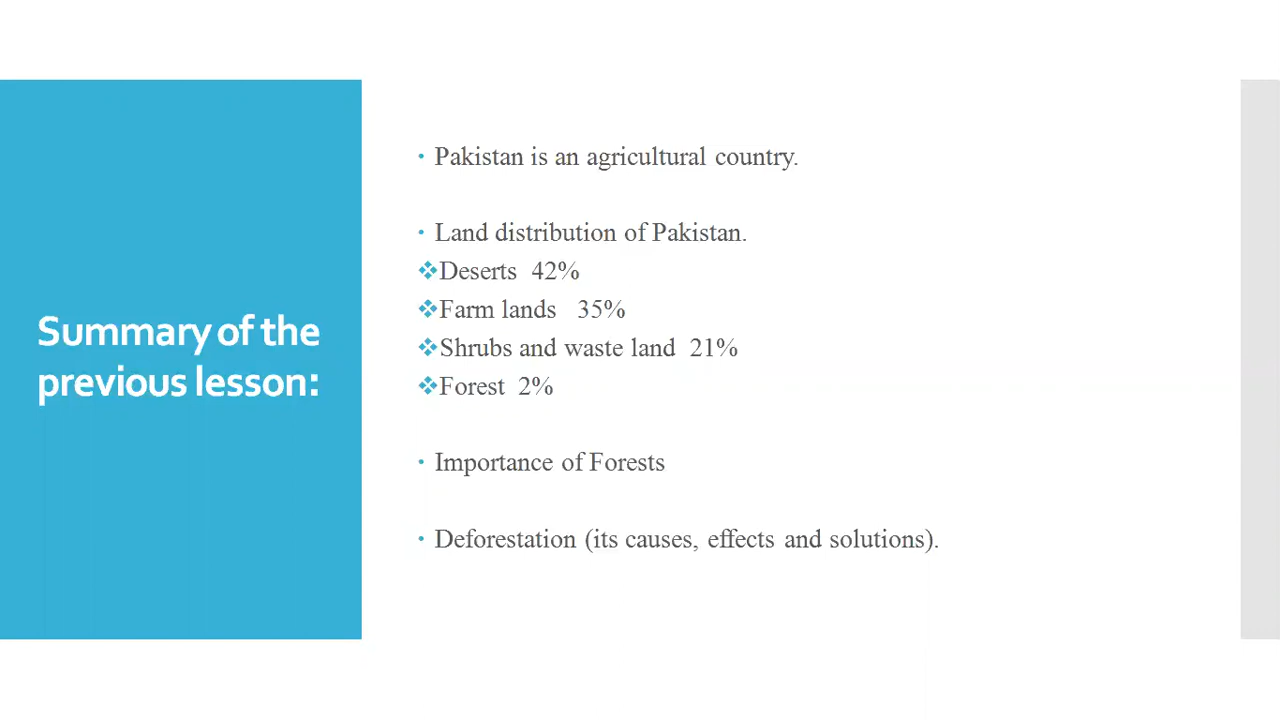 Summary of the
previous lesson:
Pakistan is an agricultural country.
Land distribution of Pakistan.
Deserts 42%
Farm lands 35%
Shrubs and waste land 21%
Forest 2%
Importance of Forests
Deforestation (its causes, effects and solutions).